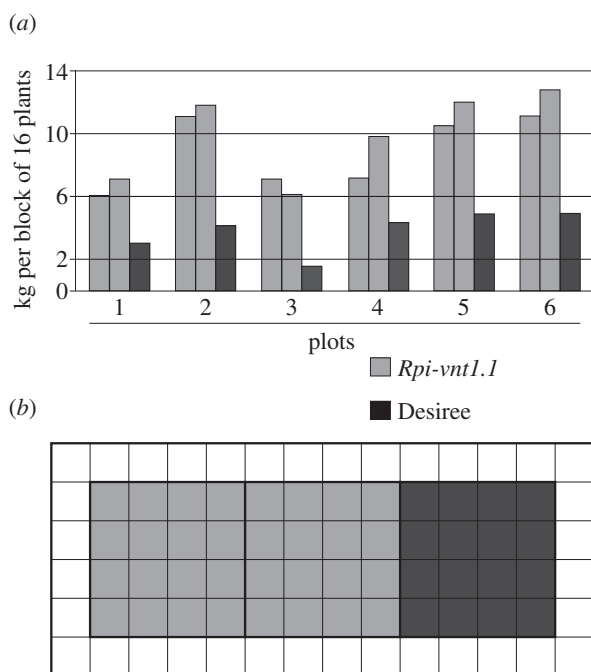 (a)
kg per block of 16 plants
14
10
6
2
0
1 2 3 4 5 6
plots
Rpi-vnt1.1
Desiree
(b)